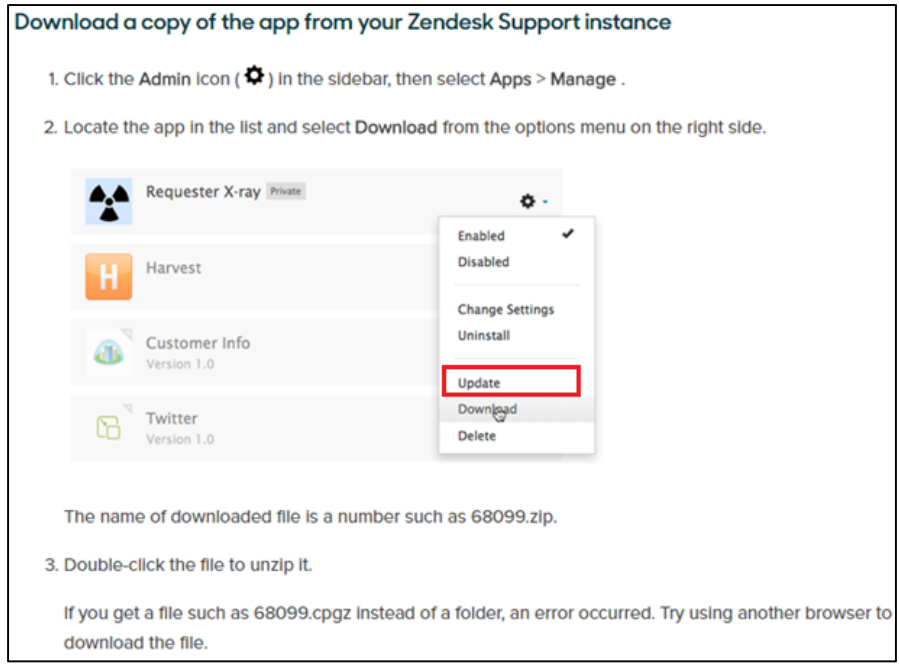 Download a copy of the app from your Zendesk Support instance
1. Click the Admin icon ( ) in the sidebar, then select Apps > Manage .
2. Locate the app in the list and select Download from the options menu on the right side.
Requester X-ray Private
Enabled
Disabled
H Harvest
Change Settings
Customer Info
Uninstall
Version 1.0
Update
Download
Twitter
Delete
Version 1.0
The name of downloaded file is a number such as 68099.zip.
3. Double-click the file to unzip it.
If you get a file such as 68099.cpgz instead of a folder, an error occurred. Try using another browser to
download the file.